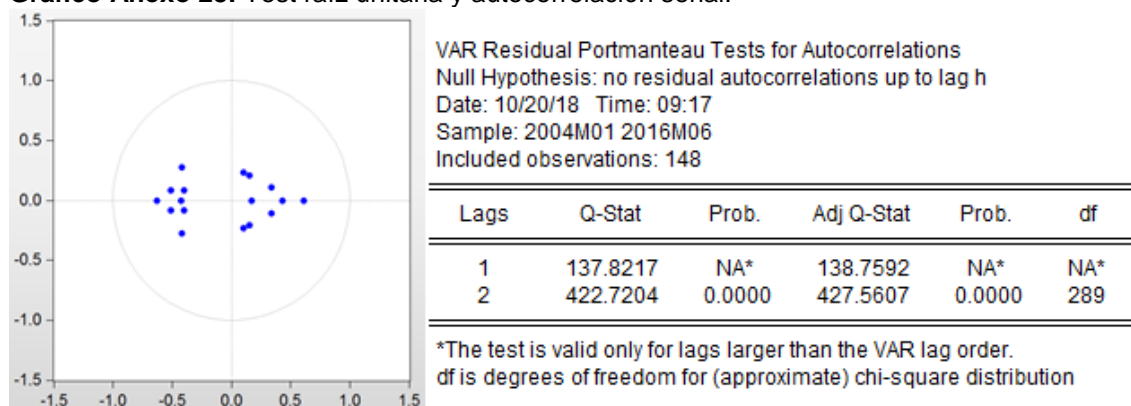 Gráfico Anexo 28. Test raíz unitaria y autocorrelación serial.
1.5
1.0
0.5
0.0
-0.5
-1.0
-1.5
-1.5 -1.0 -0.5 0.0 0.5 1.0 1.5
VAR Residual Portmanteau Tests for Autocorrelations
Null Hypothesis: no residual autocorrelations up to lag h
Date: 10/20/18 Time: 09:17
Sample: 2004M01 2016M06
Included observations: 148
Lags Q-Stat Prob. Adj Q-Stat Prob. df
1 137.8217 NA* 138.7592 NA* NA*
2 422.7204 0.0000 427.5607 0.0000 289
*The test is valid only for lags larger than the VAR lag order.
df is degrees of freedom for (approximate) chi-square distribution